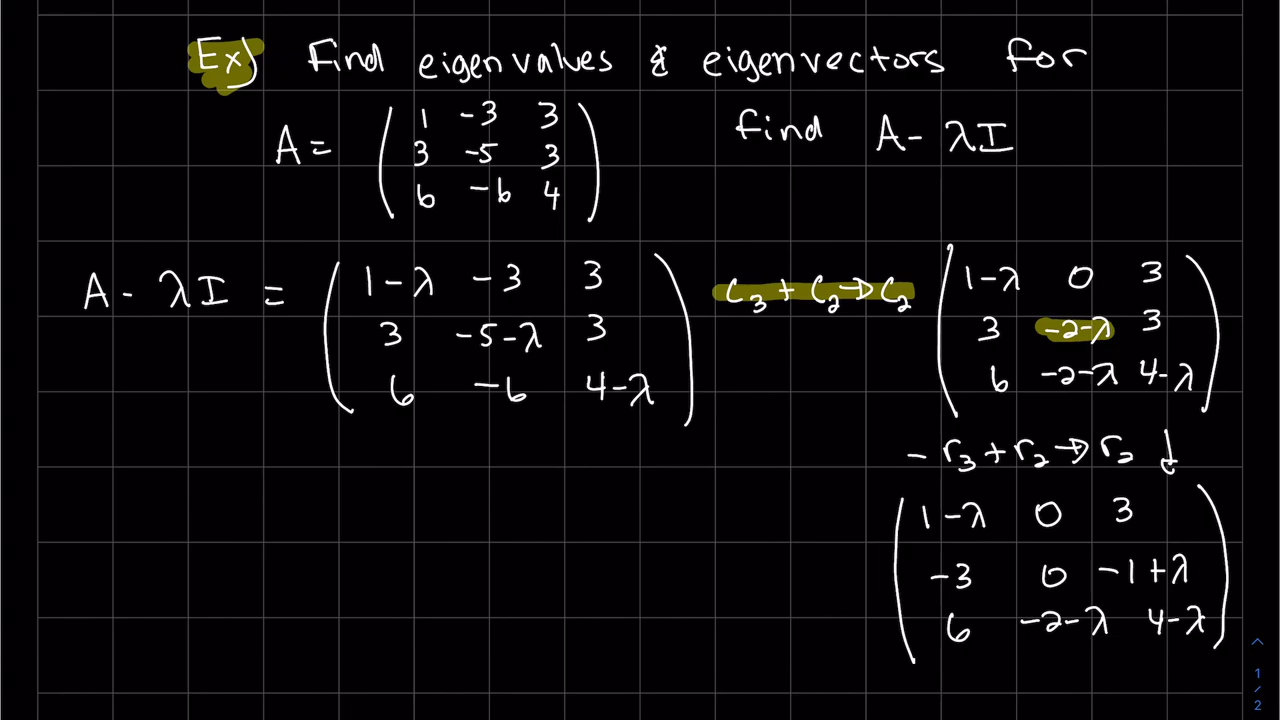 Ex) Find eigenvalues & eigenvectors for
A = ( 1 -3 3 find A - λI
3 -5 3
6 -6 4 )
A - λI = ( 1-λ -3 3 C3 + C2 → C2 ( 1-λ 0 3
3 -5-λ 3 3 -2-λ 3
6 -6 4-λ ) 6 -2-λ 4-λ )
- r3 + r2 → r2 ↓
( 1-λ 0 3
-3 0 -1+λ
6 -2-λ 4-λ )
^
1
/
2